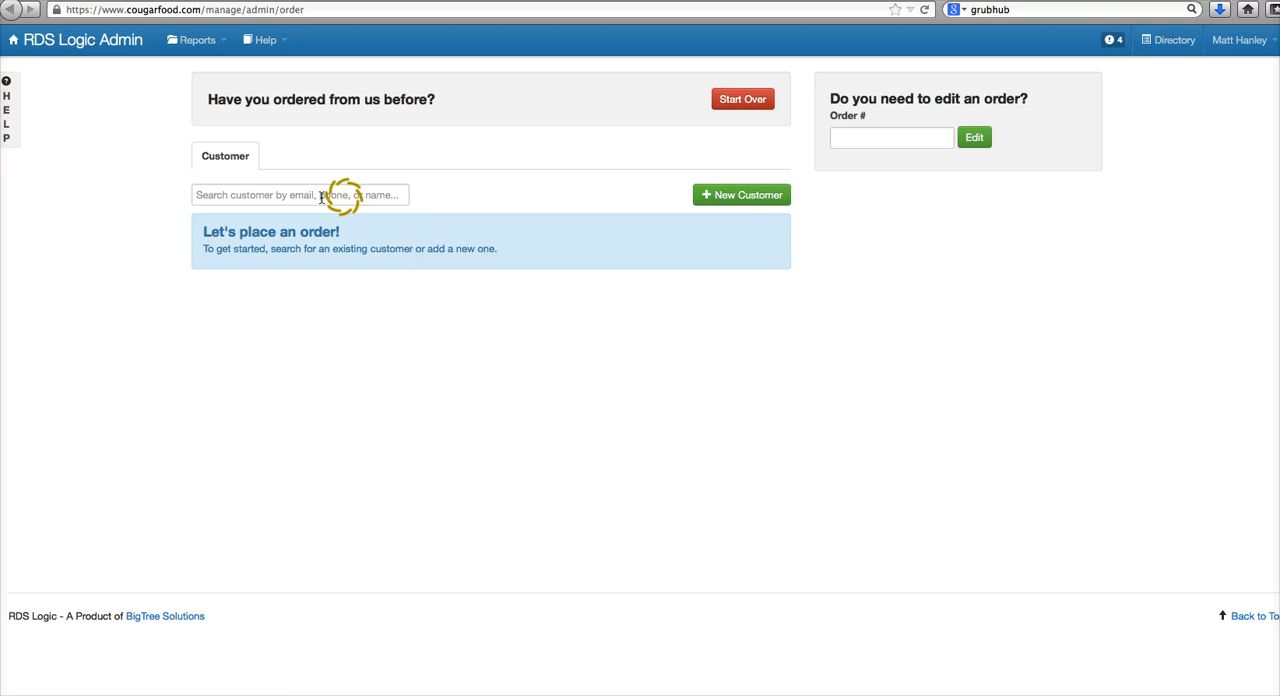 https://www.cougarfood.com/manage/admin/order
grubhub
RDS Logic Admin
Reports
Help
4
Directory
Matt Hanley
H
E
L
P
Have you ordered from us before?
Start Over
Do you need to edit an order?
Order #
Edit
Customer
Search customer by email, phone, or name...
+ New Customer
Let's place an order!
To get started, search for an existing customer or add a new one.
RDS Logic - A Product of BigTree Solutions
Back to To